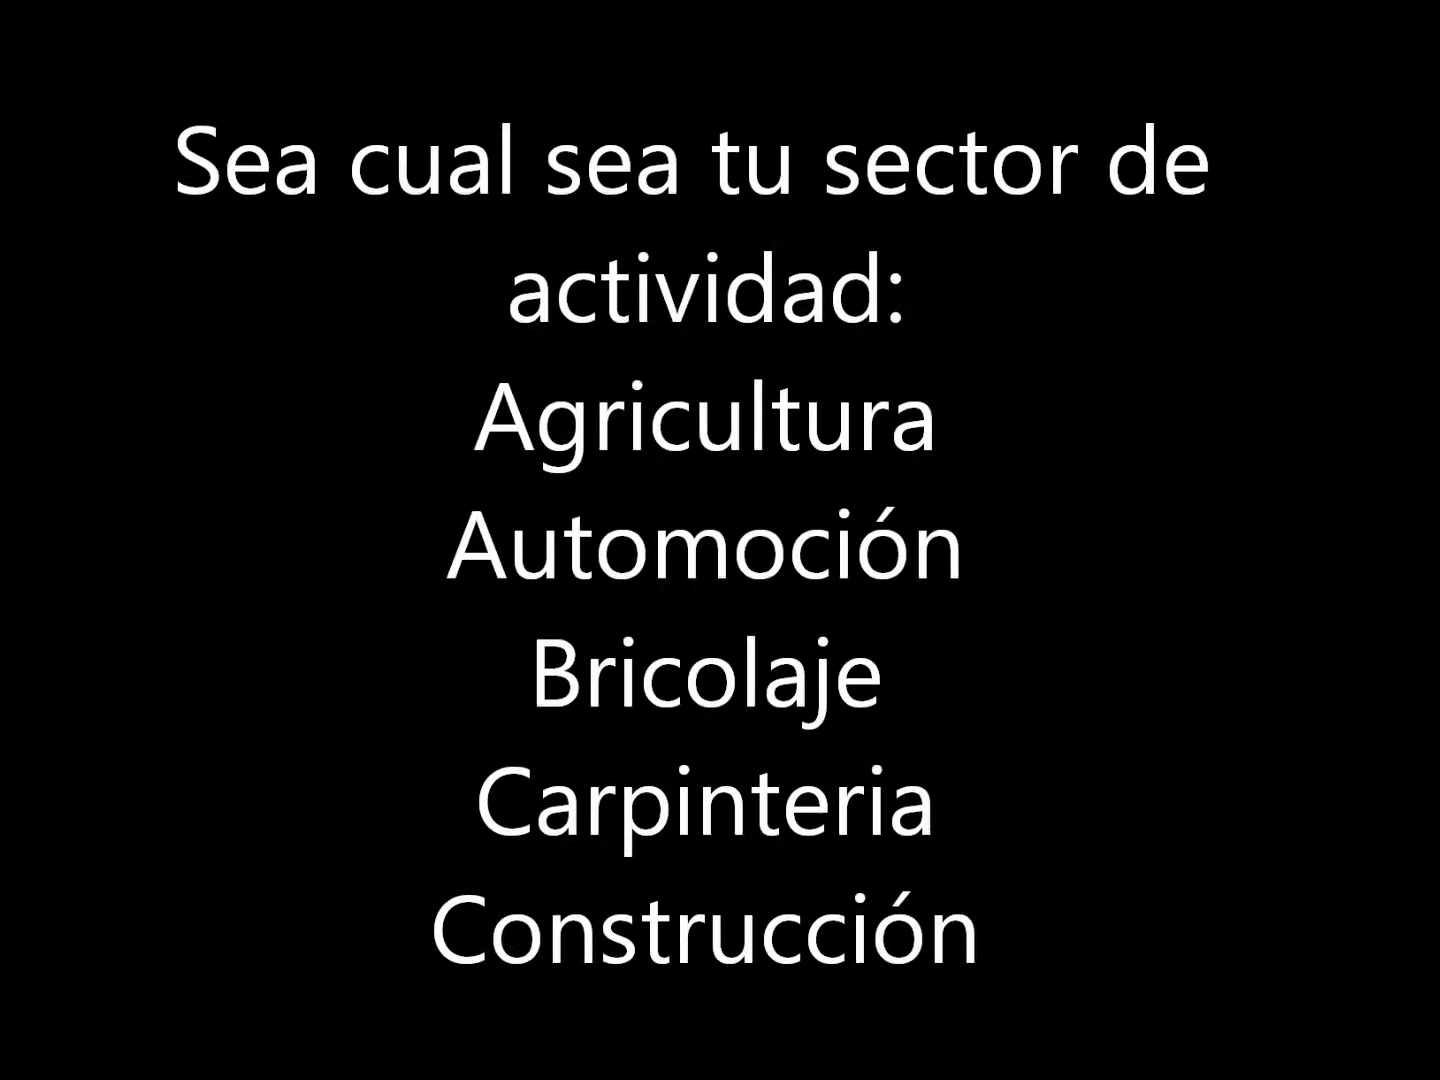 Sea cual sea tu sector de
actividad:
Agricultura
Automoción
Bricolaje
Carpinteria
Construcción